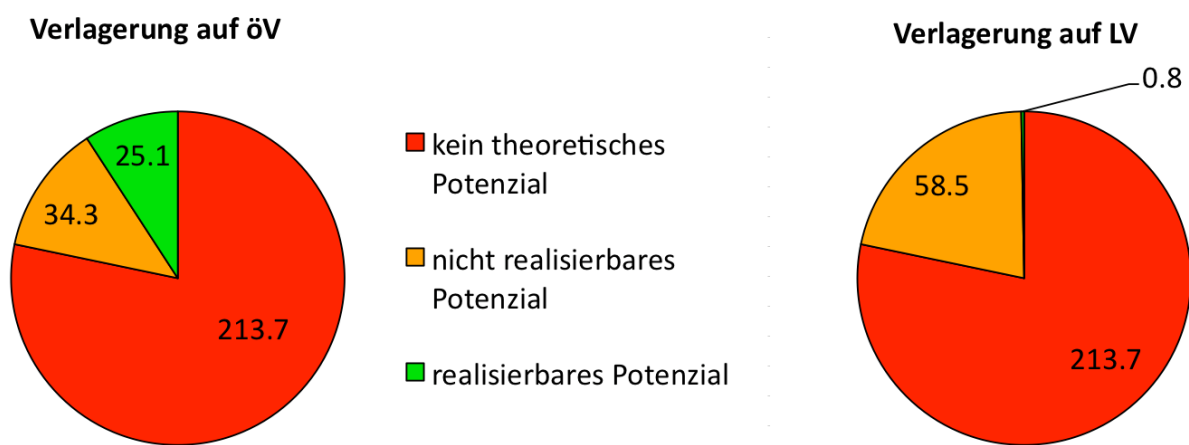 Verlagerung auf öV
25.1
34.3
213.7
kein theoretisches
Potenzial
nicht realisierbares
Potenzial
realisierbares Potenzial
Verlagerung auf LV
0.8
58.5
213.7